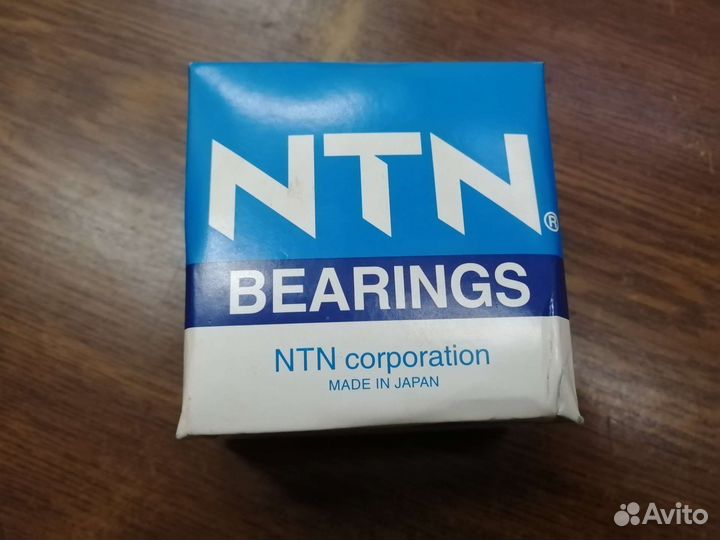 NTN®
BEARINGS
NTN corporation
MADE IN JAPAN
Avito